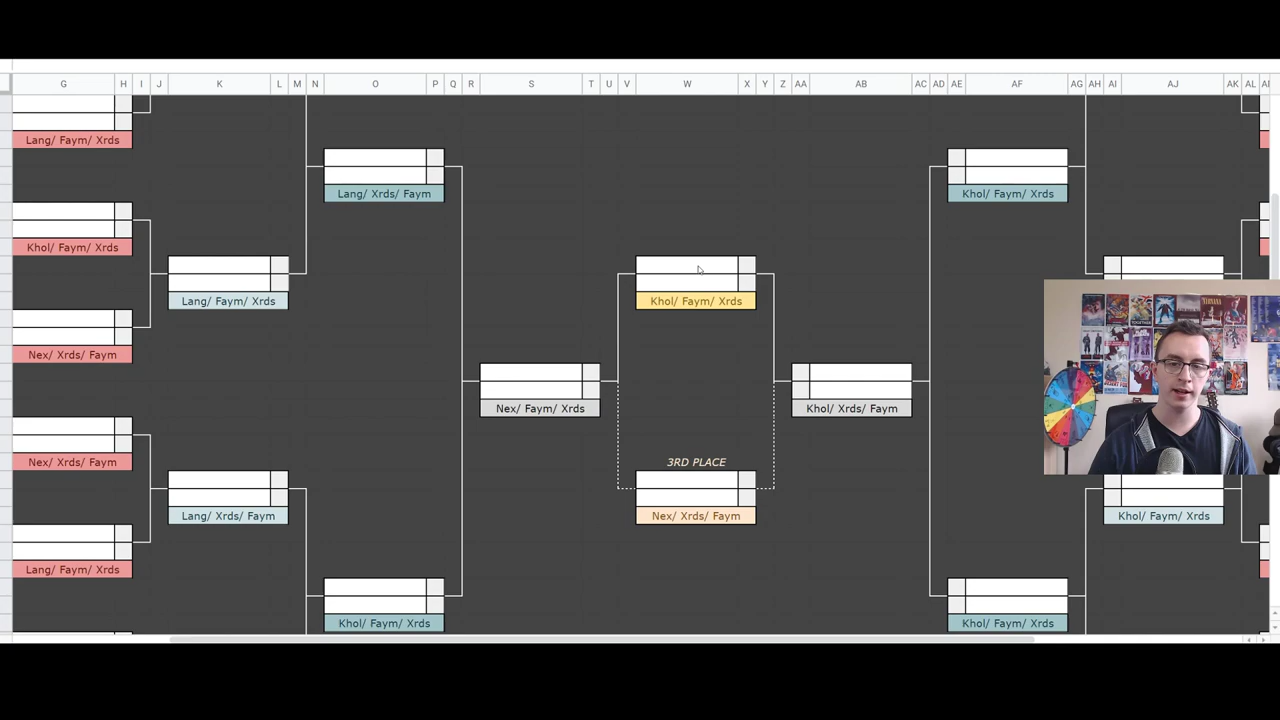 G H I J K L M N O P Q R S T U V W X Y Z AA AB AC AD AE AF AG AH AI AJ AK AL
Lang/ Faym/ Xrds
Lang/ Xrds/ Faym
Khol/ Faym/ Xrds
Khol/ Faym/ Xrds
Lang/ Faym/ Xrds
Khol/ Faym/ Xrds
Nex/ Xrds/ Faym
Nex/ Faym/ Xrds
Khol/ Xrds/ Faym
Nex/ Xrds/ Faym
3RD PLACE
Lang/ Xrds/ Faym
Nex/ Xrds/ Faym
Khol/ Faym/ Xrds
Lang/ Faym/ Xrds
Khol/ Faym/ Xrds
Khol/ Faym/ Xrds